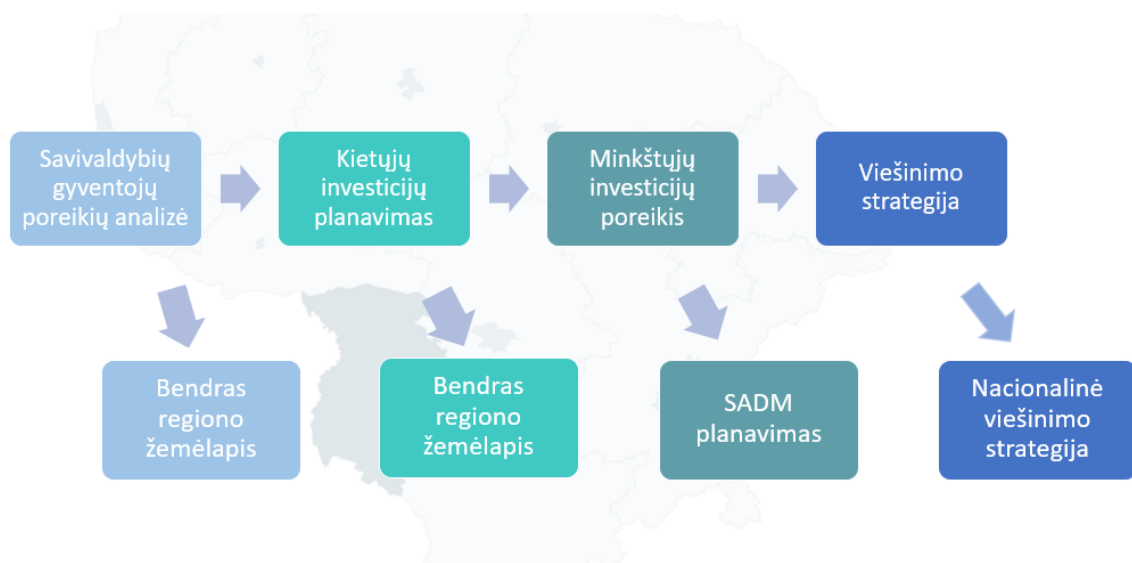 Savivaldybių
gyventojų
poreikių analizė
Kietųjų
investicijų
planavimas
Minkštųjų
investicijų
poreikis
Viešinimo
strategija
Bendras
regiono
žemėlapis
Bendras
regiono
žemėlapis
SADM
planavimas
Nacionalinė
viešinimo
strategija